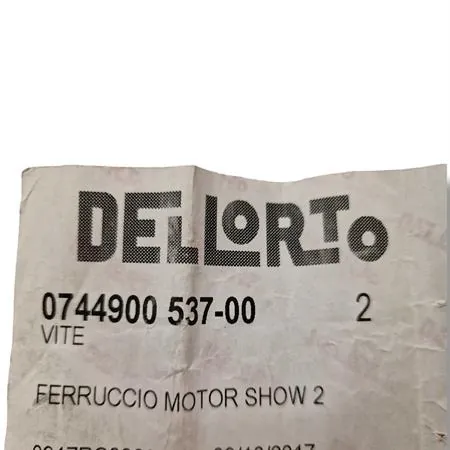 DELLORTO
0744900 537-00 2
VITE
FERRUCCIO MOTOR SHOW 2